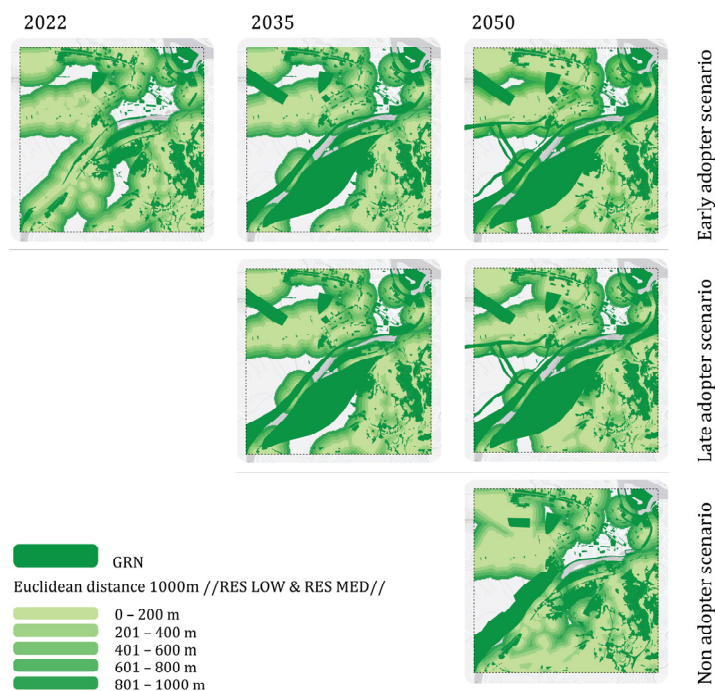 2022 2035 2050
Early adopter scenario
Late adopter scenario
Non adopter scenario
GRN
Euclidean distance 1000m //RES LOW & RES MED//
0 – 200 m
201 – 400 m
401 – 600 m
601 – 800 m
801 – 1000 m